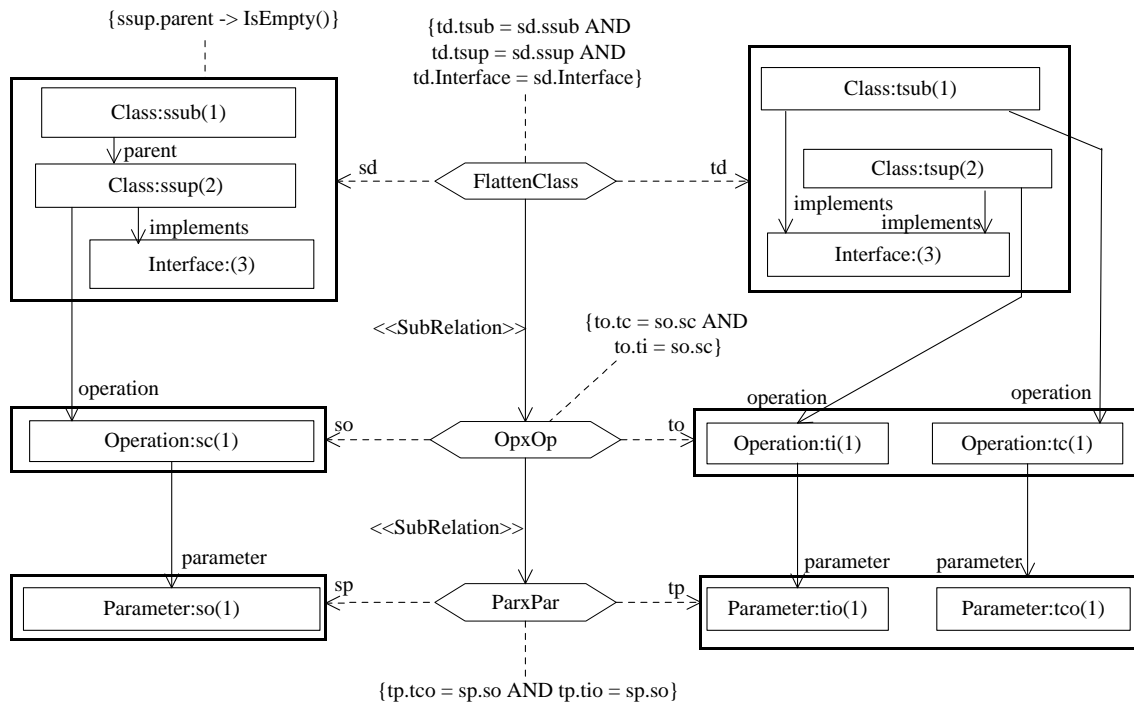 {ssup.parent -> IsEmpty()}
{td.tsub = sd.ssub AND
td.tsup = sd.ssup AND
td.Interface = sd.Interface}
Class:ssub(1)
parent
Class:ssup(2)
implements
Interface:(3)
sd
FlattenClass
td
Class:tsub(1)
Class:tsup(2)
implements
implements
Interface:(3)
<<SubRelation>>
{to.tc = so.sc AND
to.ti = so.sc}
operation
operation
operation
Operation:sc(1)
so
OpxOp
to
Operation:ti(1)
Operation:tc(1)
<<SubRelation>>
parameter
parameter
parameter
Parameter:so(1)
sp
ParxPar
tp
Parameter:tio(1)
Parameter:tco(1)
{tp.tco = sp.so AND tp.tio = sp.so}